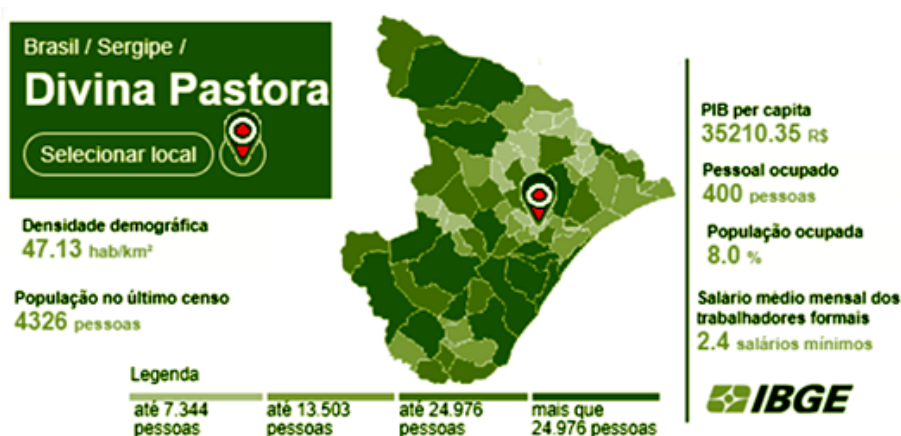 Brasil / Sergipe /
Divina Pastora
Selecionar local
Densidade demográfica
47.13 hab/km²
População no último censo
4326 pessoas
PIB per capita
35210.35 R$
Pessoal ocupado
400 pessoas
População ocupada
8.0 %
Salário médio mensal dos
trabalhadores formais
2.4 salários mínimos
Legenda
até 7.344
pessoas
até 13.503
pessoas
até 24.976
pessoas
mais que
24.976 pessoas
IBGE